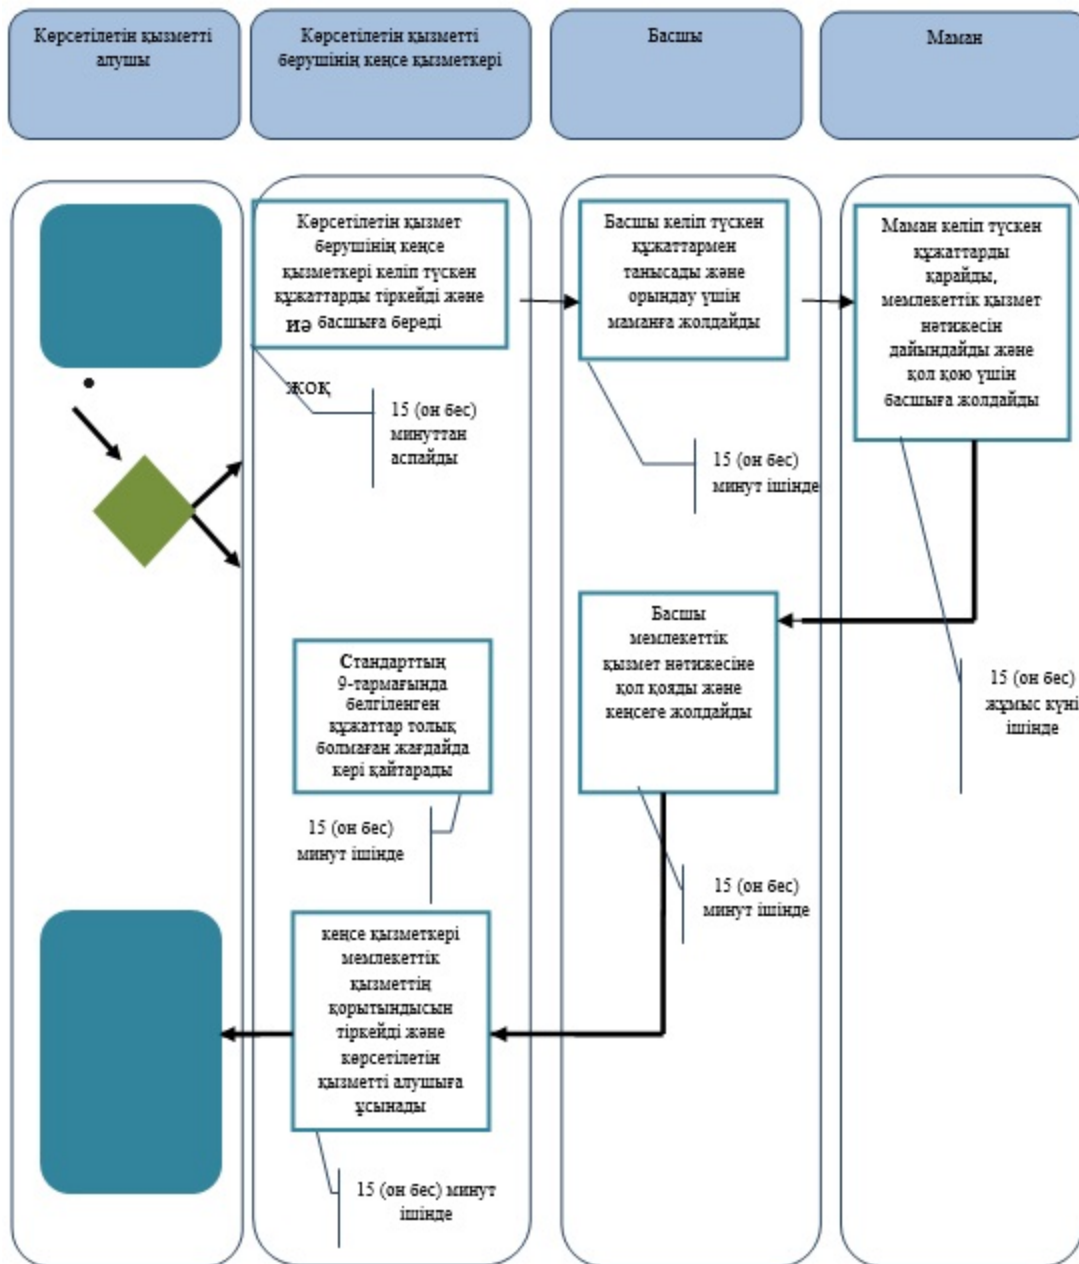 Көрсетілетін қызметті
алушы
Көрсетілетін қызметті
берушінің кеңсе қызметкері
Басшы
Маман
Көрсетілетін қызмет
берушінің кеңсе
қызметкері келіп түскен
құжаттарды тіркейді және
иә басшыға береді
жоқ
15 (он бес)
минуттан
аспайды
Басшы келіп түскен
құжаттармен
танысады және
орындау үшін
маманға жолдайды
15 (он бес)
минут ішінде
Маман келіп түскен
құжаттарды
қарайды,
мемлекеттік қызмет
нәтижесін
дайындайды және
қол қою үшін
басшыға жолдайды
15 (он бес)
жұмыс күні
ішінде
Басшы
мемлекеттік
қызмет нәтижесіне
қол қояды және
кеңсеге жолдайды
15 (он бес)
минут ішінде
Стандарттың
9-тармағында
белгіленген
құжаттар толық
болмаған жағдайда
кері қайтарады
15 (он бес)
минут ішінде
кеңсе қызметкері
мемлекеттік
қызметтің
қорытындысын
тіркейді және
көрсетілетін
қызметті алушыға
ұсынады
15 (он бес) минут
ішінде